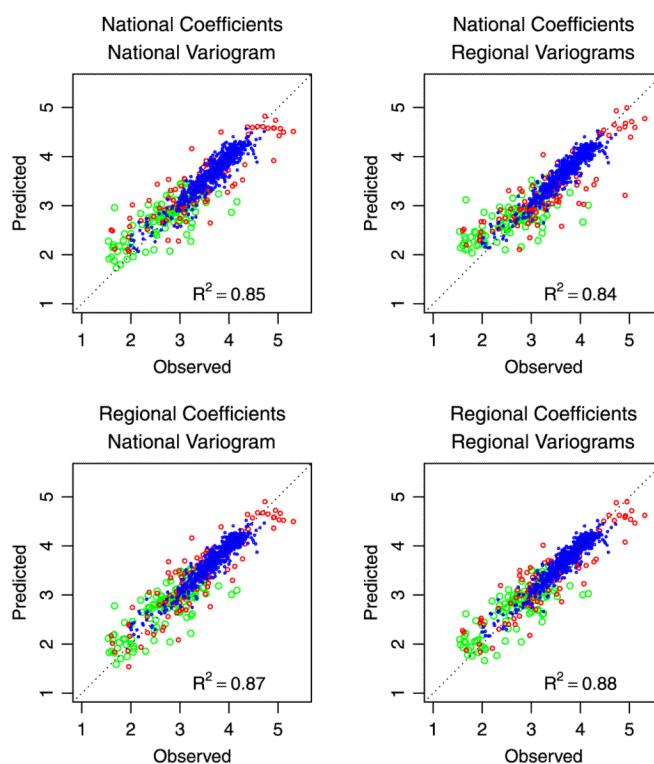 National Coefficients
National Variogram
5
4
3
2
1
Predicted
R² = 0.85
1 2 3 4 5
Observed
National Coefficients
Regional Variograms
5
4
3
2
1
Predicted
R² = 0.84
1 2 3 4 5
Observed
Regional Coefficients
National Variogram
5
4
3
2
1
Predicted
R² = 0.87
1 2 3 4 5
Observed
Regional Coefficients
Regional Variograms
5
4
3
2
1
Predicted
R² = 0.88
1 2 3 4 5
Observed